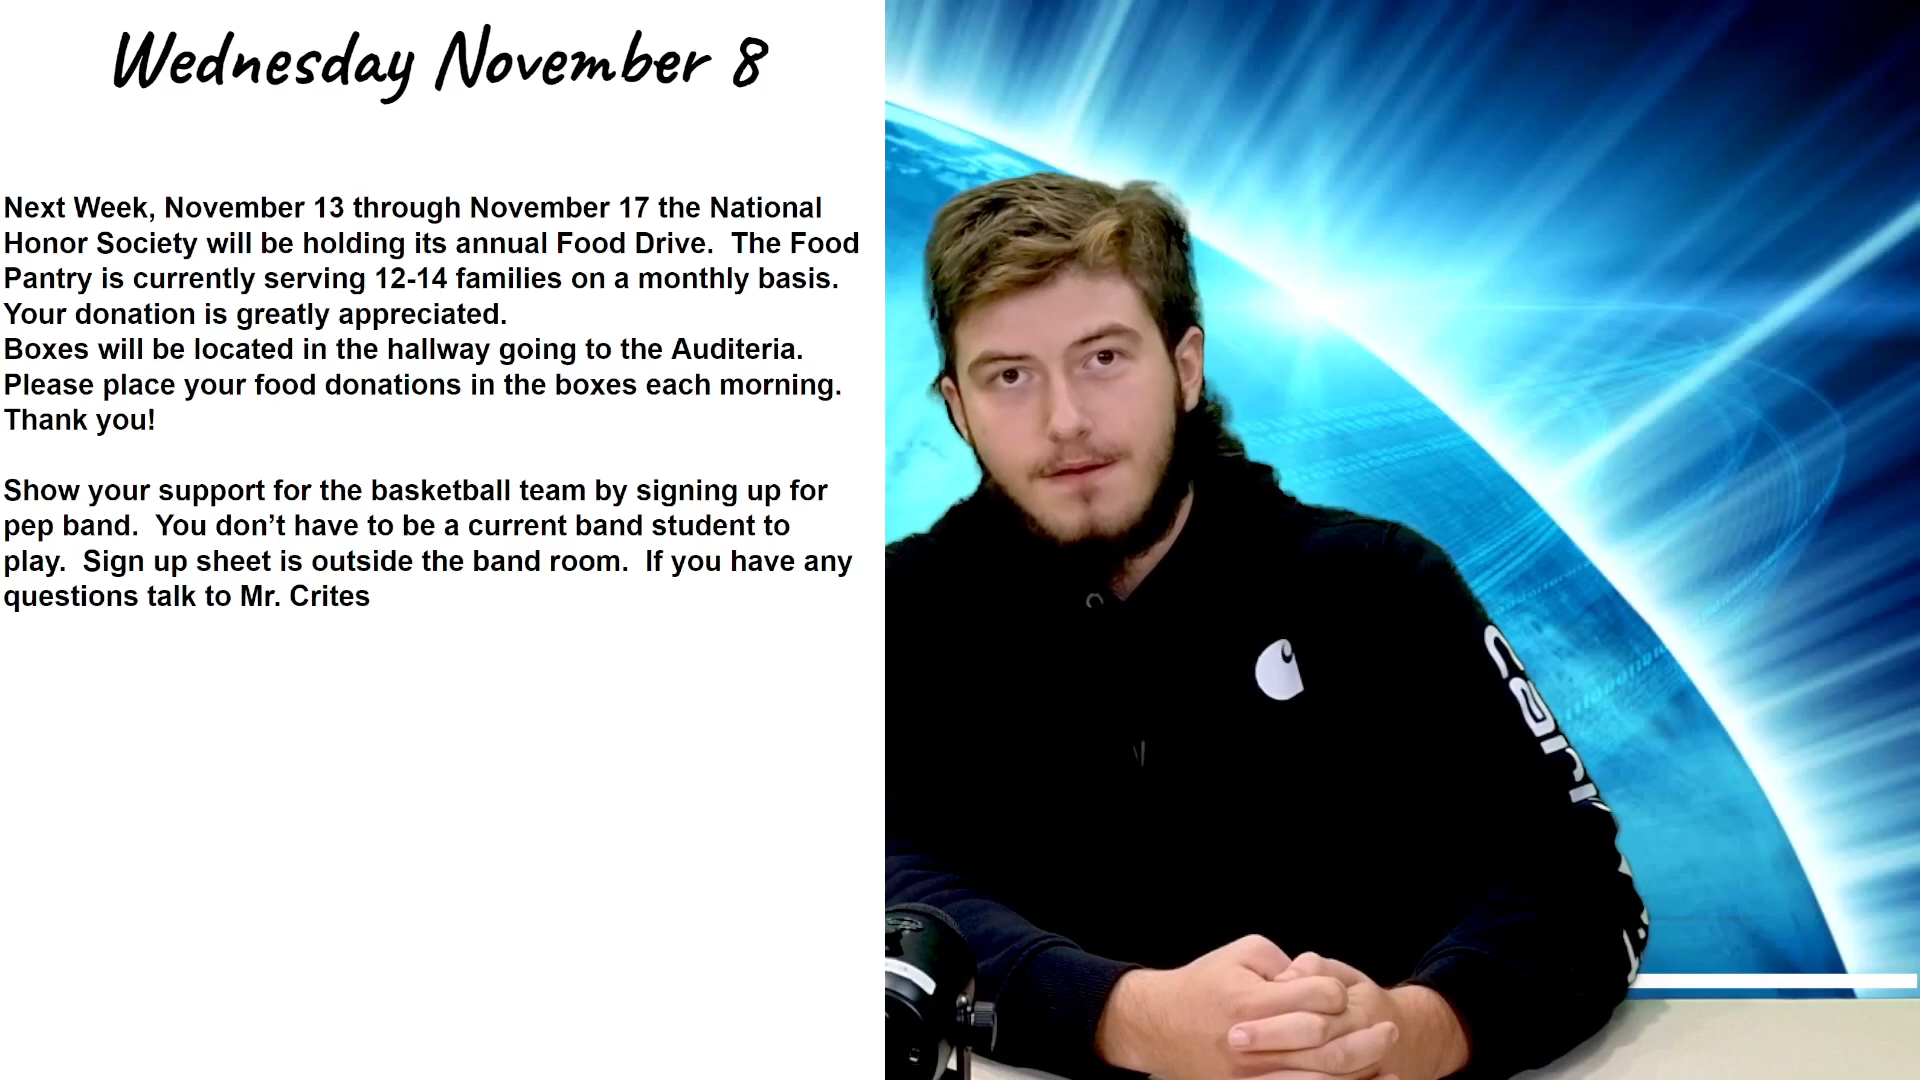 Wednesday November 8
Next Week, November 13 through November 17 the National
Honor Society will be holding its annual Food Drive.  The Food
Pantry is currently serving 12-14 families on a monthly basis.
Your donation is greatly appreciated.
Boxes will be located in the hallway going to the Auditeria.
Please place your food donations in the boxes each morning.
Thank you!
Show your support for the basketball team by signing up for
pep band.  You don’t have to be a current band student to
play.  Sign up sheet is outside the band room.  If you have any
questions talk to Mr. Crites